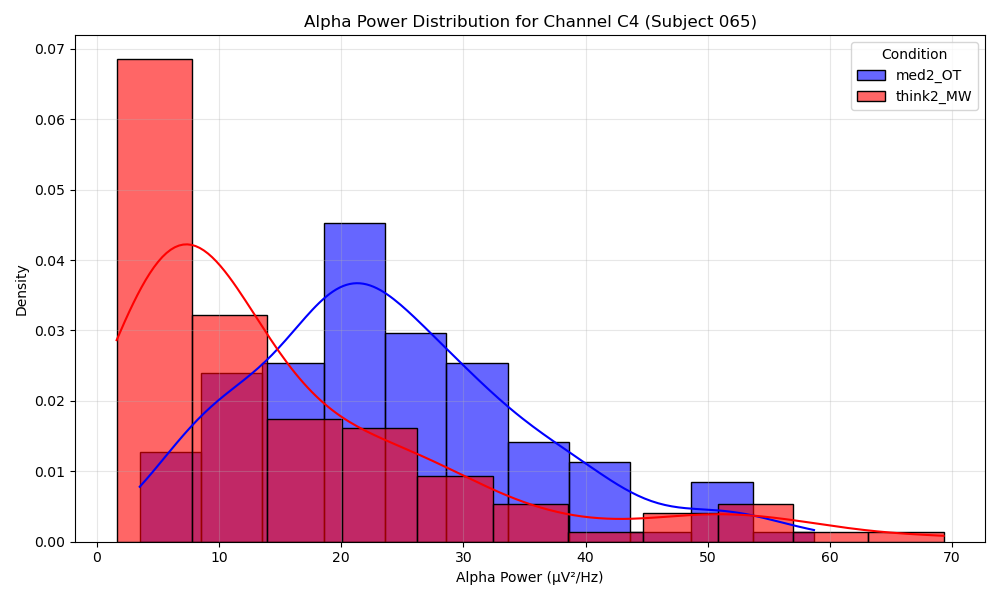 Alpha Power Distribution for Channel C4 (Subject 065)
Condition
med2_OT
think2_MW
0.07
0.06
0.05
0.04
0.03
0.02
0.01
0.00
Density
0 10 20 30 40 50 60 70
Alpha Power (μV²/Hz)